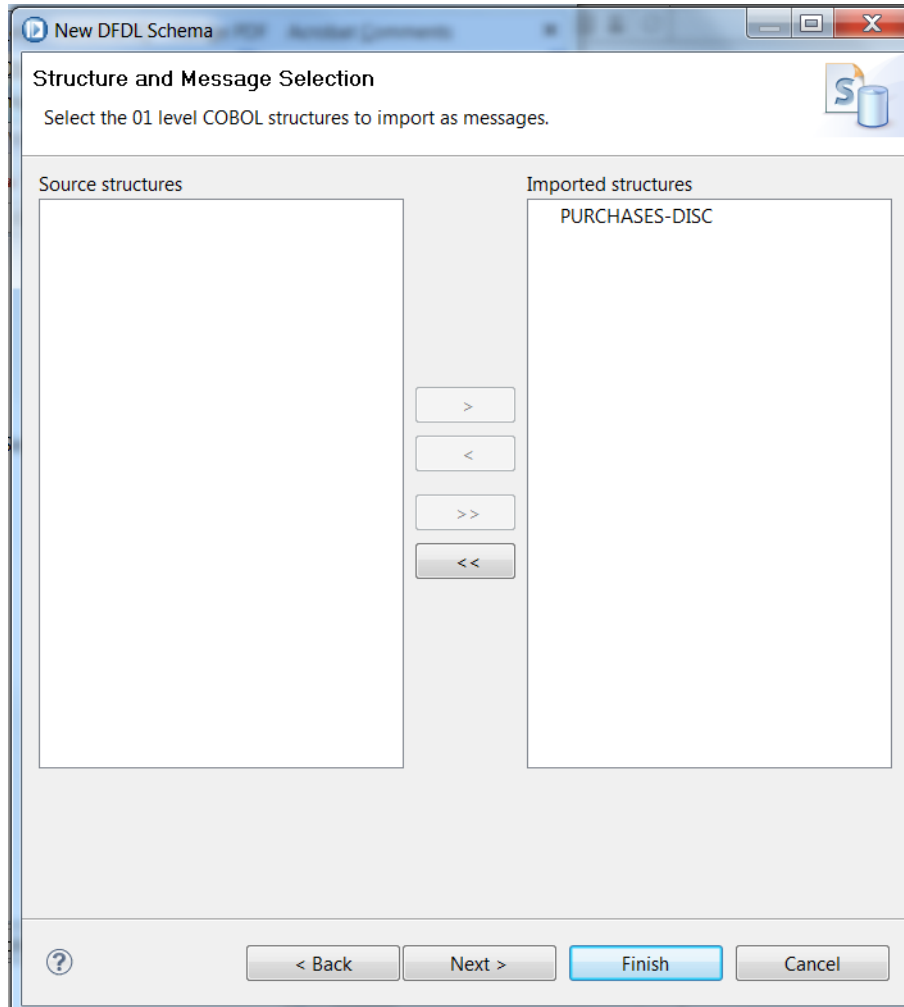 New DFDL Schema
Structure and Message Selection
Select the 01 level COBOL structures to import as messages.
Source structures
Imported structures
PURCHASES-DISC
>
<
>>
<<
?
< Back
Next >
Finish
Cancel